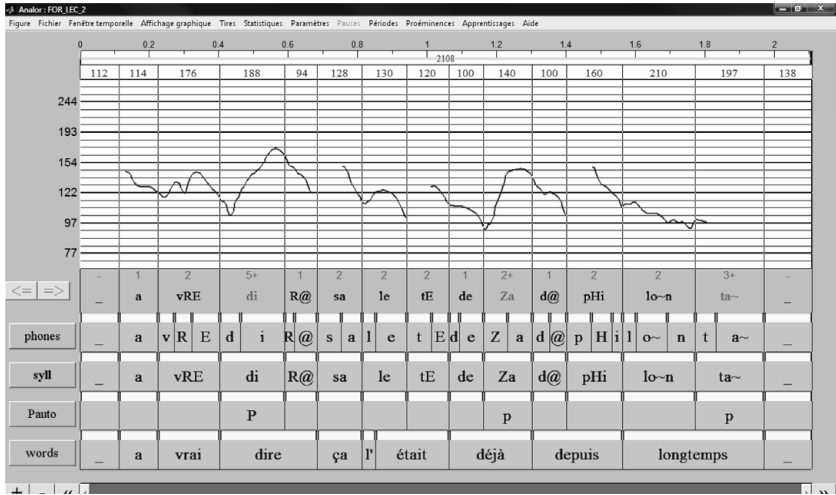 Analor : FOR_LEC_2
Figure Fichier Fenêtre temporelle Affichage graphique Tires Statistiques Paramètres Pauses Périodes Proéminences Apprentissages Aide
0 0.2 0.4 0.6 0.8 1 1.2 1.4 1.6 1.8 2
2108
112 114 176 188 94 128 130 120 100 140 100 160 210 197 138
244
193
154
122
97
77
- 1 2 5+ 1 2 2 2 1 2+ 1 2 2 3+ -
<= => _ a vRE di R@ sa le tE de Za d@ pHi lo~n ta~ _
phones _ a v R E d i R @ s a l e t E d e Z a d @ p H i l o~ n t a~ _
syll _ a vRE di R@ sa le tE de Za d@ pHi lo~n ta~ _
Pauto P p p
words _ a vrai dire ça l' était déjà depuis longtemps _
+ - « »